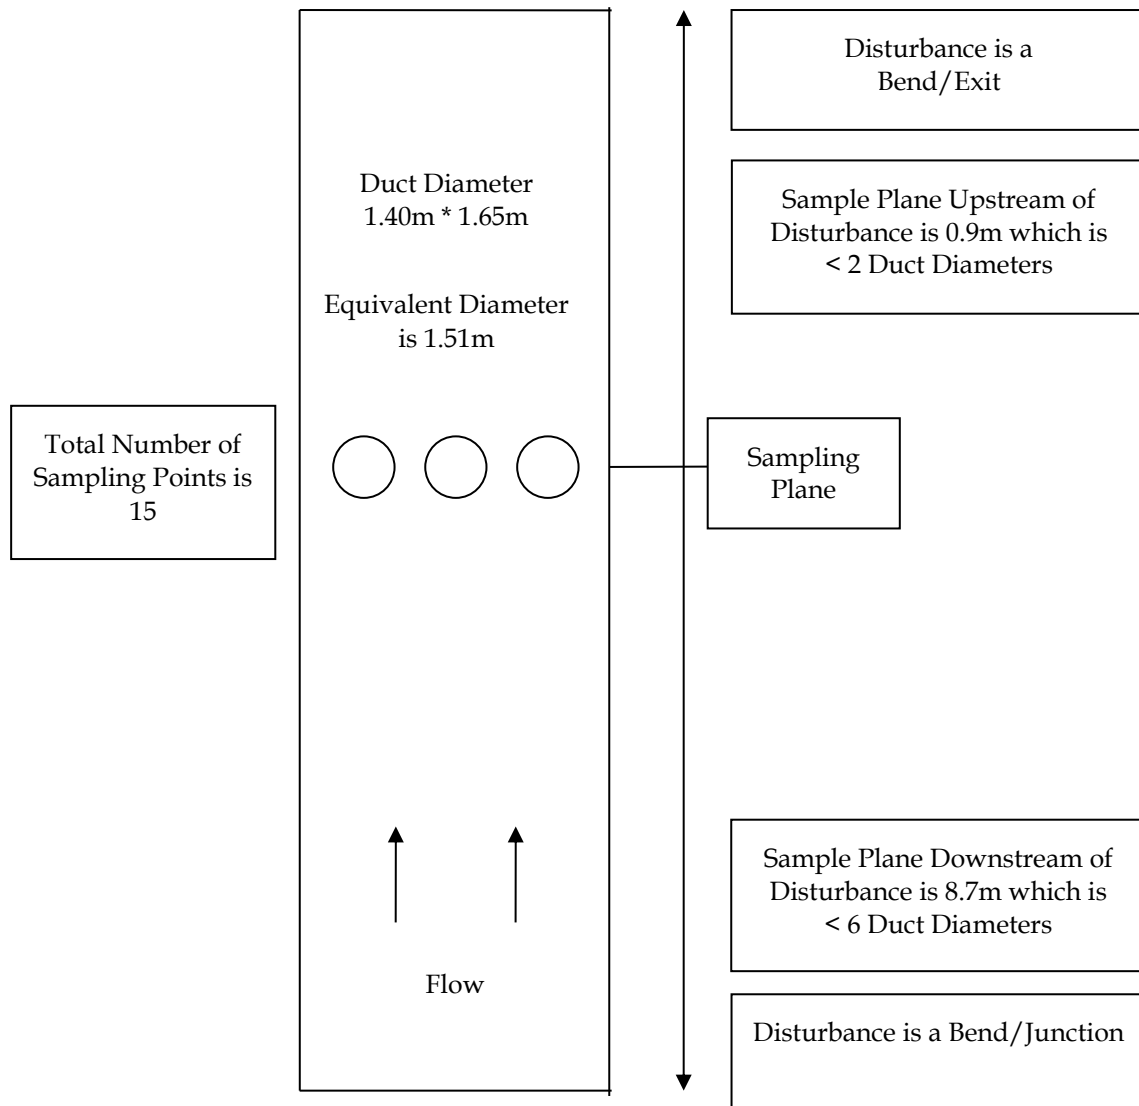 Disturbance is a
Bend/Exit
Duct Diameter
1.40m * 1.65m
Sample Plane Upstream of
Disturbance is 0.9m which is
< 2 Duct Diameters
Equivalent Diameter
is 1.51m
Total Number of
Sampling Points is
15
Sampling
Plane
Sample Plane Downstream of
Disturbance is 8.7m which is
< 6 Duct Diameters
Flow
Disturbance is a Bend/Junction